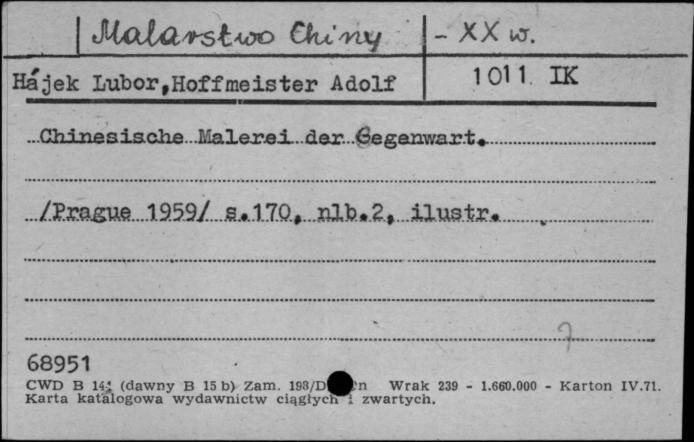 Malarstwo Chiny - XX w.
Hájek Lubor,Hoffmeister Adolf 1011 IK
Chinesische Malerei der Gegenwart.
/Prague 1959/ s.170, nlb.2, ilustr.
7
68951
CWD B (dawny B 15 b) Zam. 193/ Wrak 239 - 1.660.000 - Karton IV.71.
Karta katalogowa wydawnictw ciągłych i zwartych.